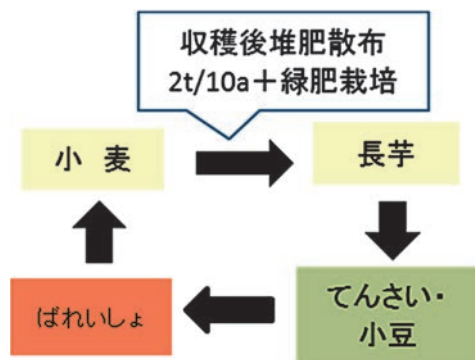 収穫後堆肥散布
2t/10a＋緑肥栽培
小　麦
長芋
てんさい・
小豆
ばれいしょ